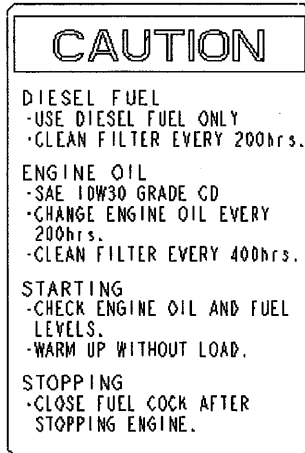 CAUTION
DIESEL FUEL
·USE DIESEL FUEL ONLY
·CLEAN FILTER EVERY 200hrs.
ENGINE OIL
·SAE 10W30 GRADE CD
·CHANGE ENGINE OIL EVERY
200hrs.
·CLEAN FILTER EVERY 400hrs.
STARTING
·CHECK ENGINE OIL AND FUEL
LEVELS.
·WARM UP WITHOUT LOAD.
STOPPING
·CLOSE FUEL COCK AFTER
STOPPING ENGINE.